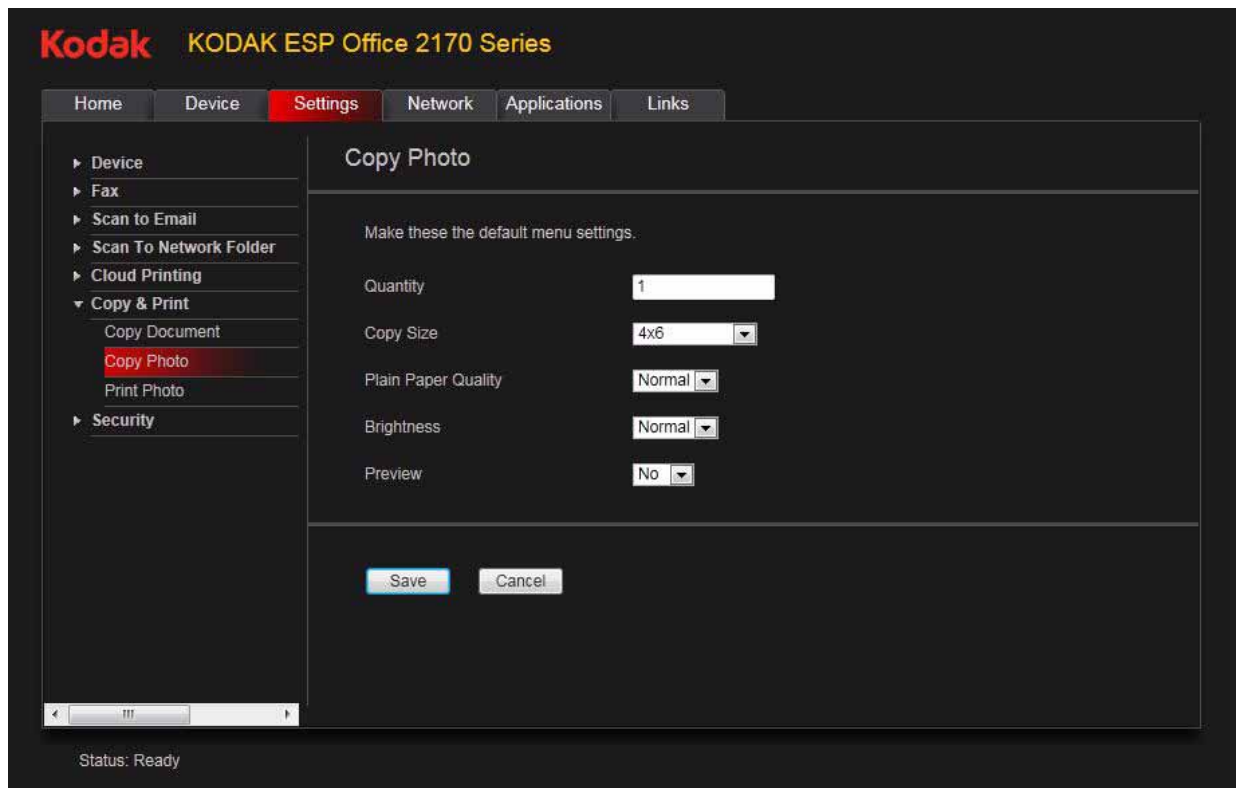 Kodak KODAK ESP Office 2170 Series
Home Device Settings Network Applications Links
Device
Fax
Scan to Email
Scan To Network Folder
Cloud Printing
Copy & Print
Copy Document
Copy Photo
Print Photo
Security
Copy Photo
Make these the default menu settings.
Quantity 1
Copy Size 4x6
Plain Paper Quality Normal
Brightness Normal
Preview No
Save Cancel
Status: Ready